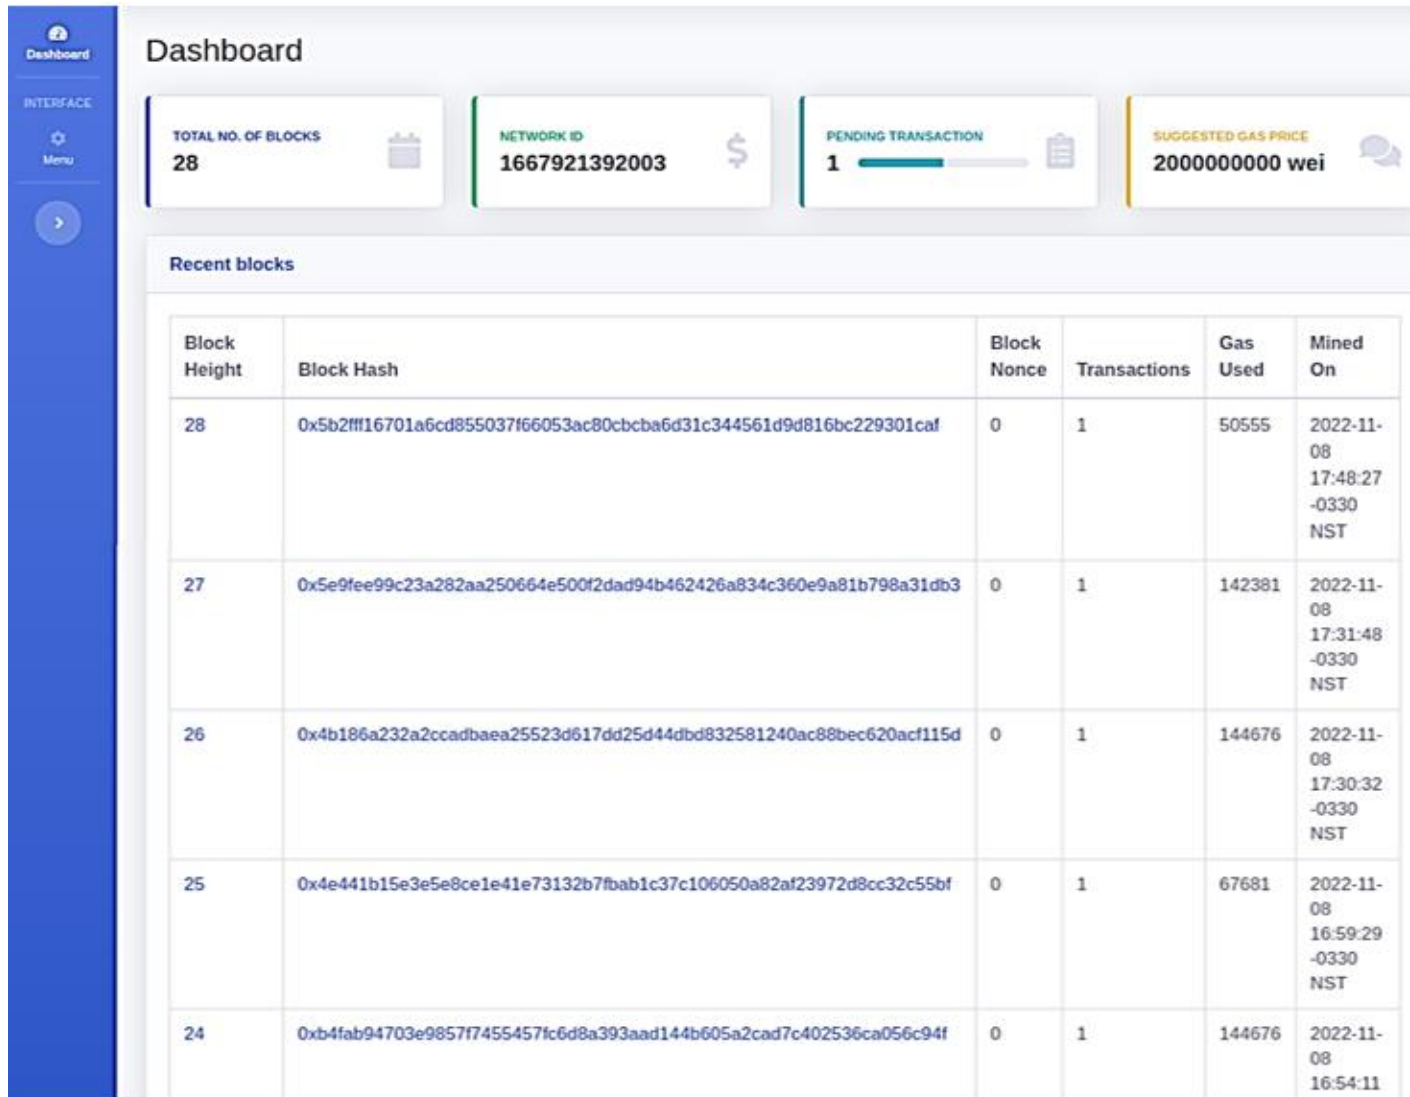 Dashboard
INTERFACE
Menu
Dashboard
TOTAL NO. OF BLOCKS
28
NETWORK ID
1667921392003
PENDING TRANSACTION
1
SUGGESTED GAS PRICE
2000000000 wei
Recent blocks
Block
Height
Block Hash
Block
Nonce
Transactions
Gas
Used
Mined
On
28 0x5b2fff16701a6cd855037f66053ac80cbcba6d31c344561d9d816bc229301caf 0 1 50555 2022-11-
08
17:48:27
-0330
NST
27 0x5e9fee99c23a282aa250664e500f2dad94b462426a834c360e9a81b798a31db3 0 1 142381 2022-11-
08
17:31:48
-0330
NST
26 0x4b186a232a2ccadbaea25523d617dd25d44dbd832581240ac88bec620acf115d 0 1 144676 2022-11-
08
17:30:32
-0330
NST
25 0x4e441b15e3e5e8ce1e41e73132b7fbab1c37c106050a82af23972d8cc32c55bf 0 1 67681 2022-11-
08
16:59:29
-0330
NST
24 0xb4fab94703e9857f7455457fc6d8a393aad144b605a2cad7c402536ca056c94f 0 1 144676 2022-11-
08
16:54:11